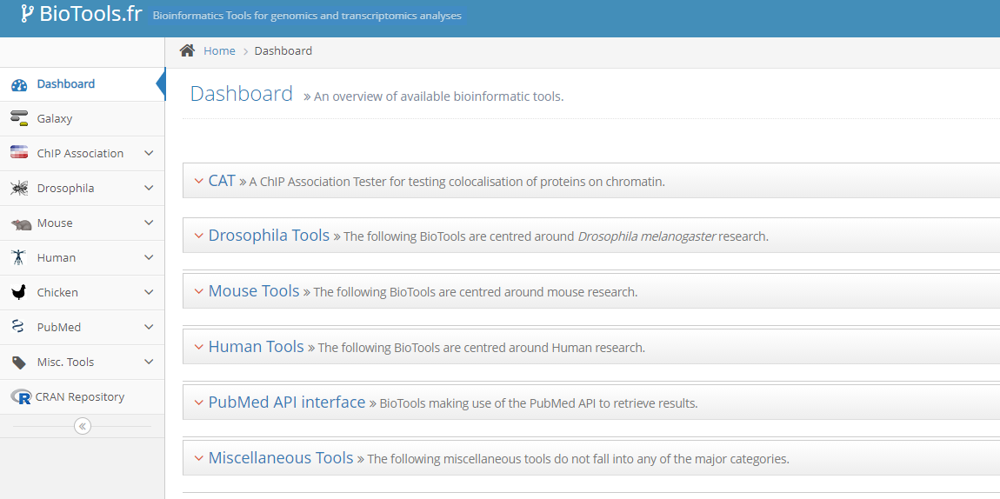 BioTools.fr Bioinformatics Tools for genomics and transcriptomics analyses
Home > Dashboard
Dashboard
Galaxy
ChIP Association
Drosophila
Mouse
Human
Chicken
PubMed
Misc. Tools
CRAN Repository
Dashboard » An overview of available bioinformatic tools.
CAT » A ChIP Association Tester for testing colocalisation of proteins on chromatin.
Drosophila Tools » The following BioTools are centred around Drosophila melanogaster research.
Mouse Tools » The following BioTools are centred around mouse research.
Human Tools » The following BioTools are centred around Human research.
PubMed API interface » BioTools making use of the PubMed API to retrieve results.
Miscellaneous Tools » The following miscellaneous tools do not fall into any of the major categories.